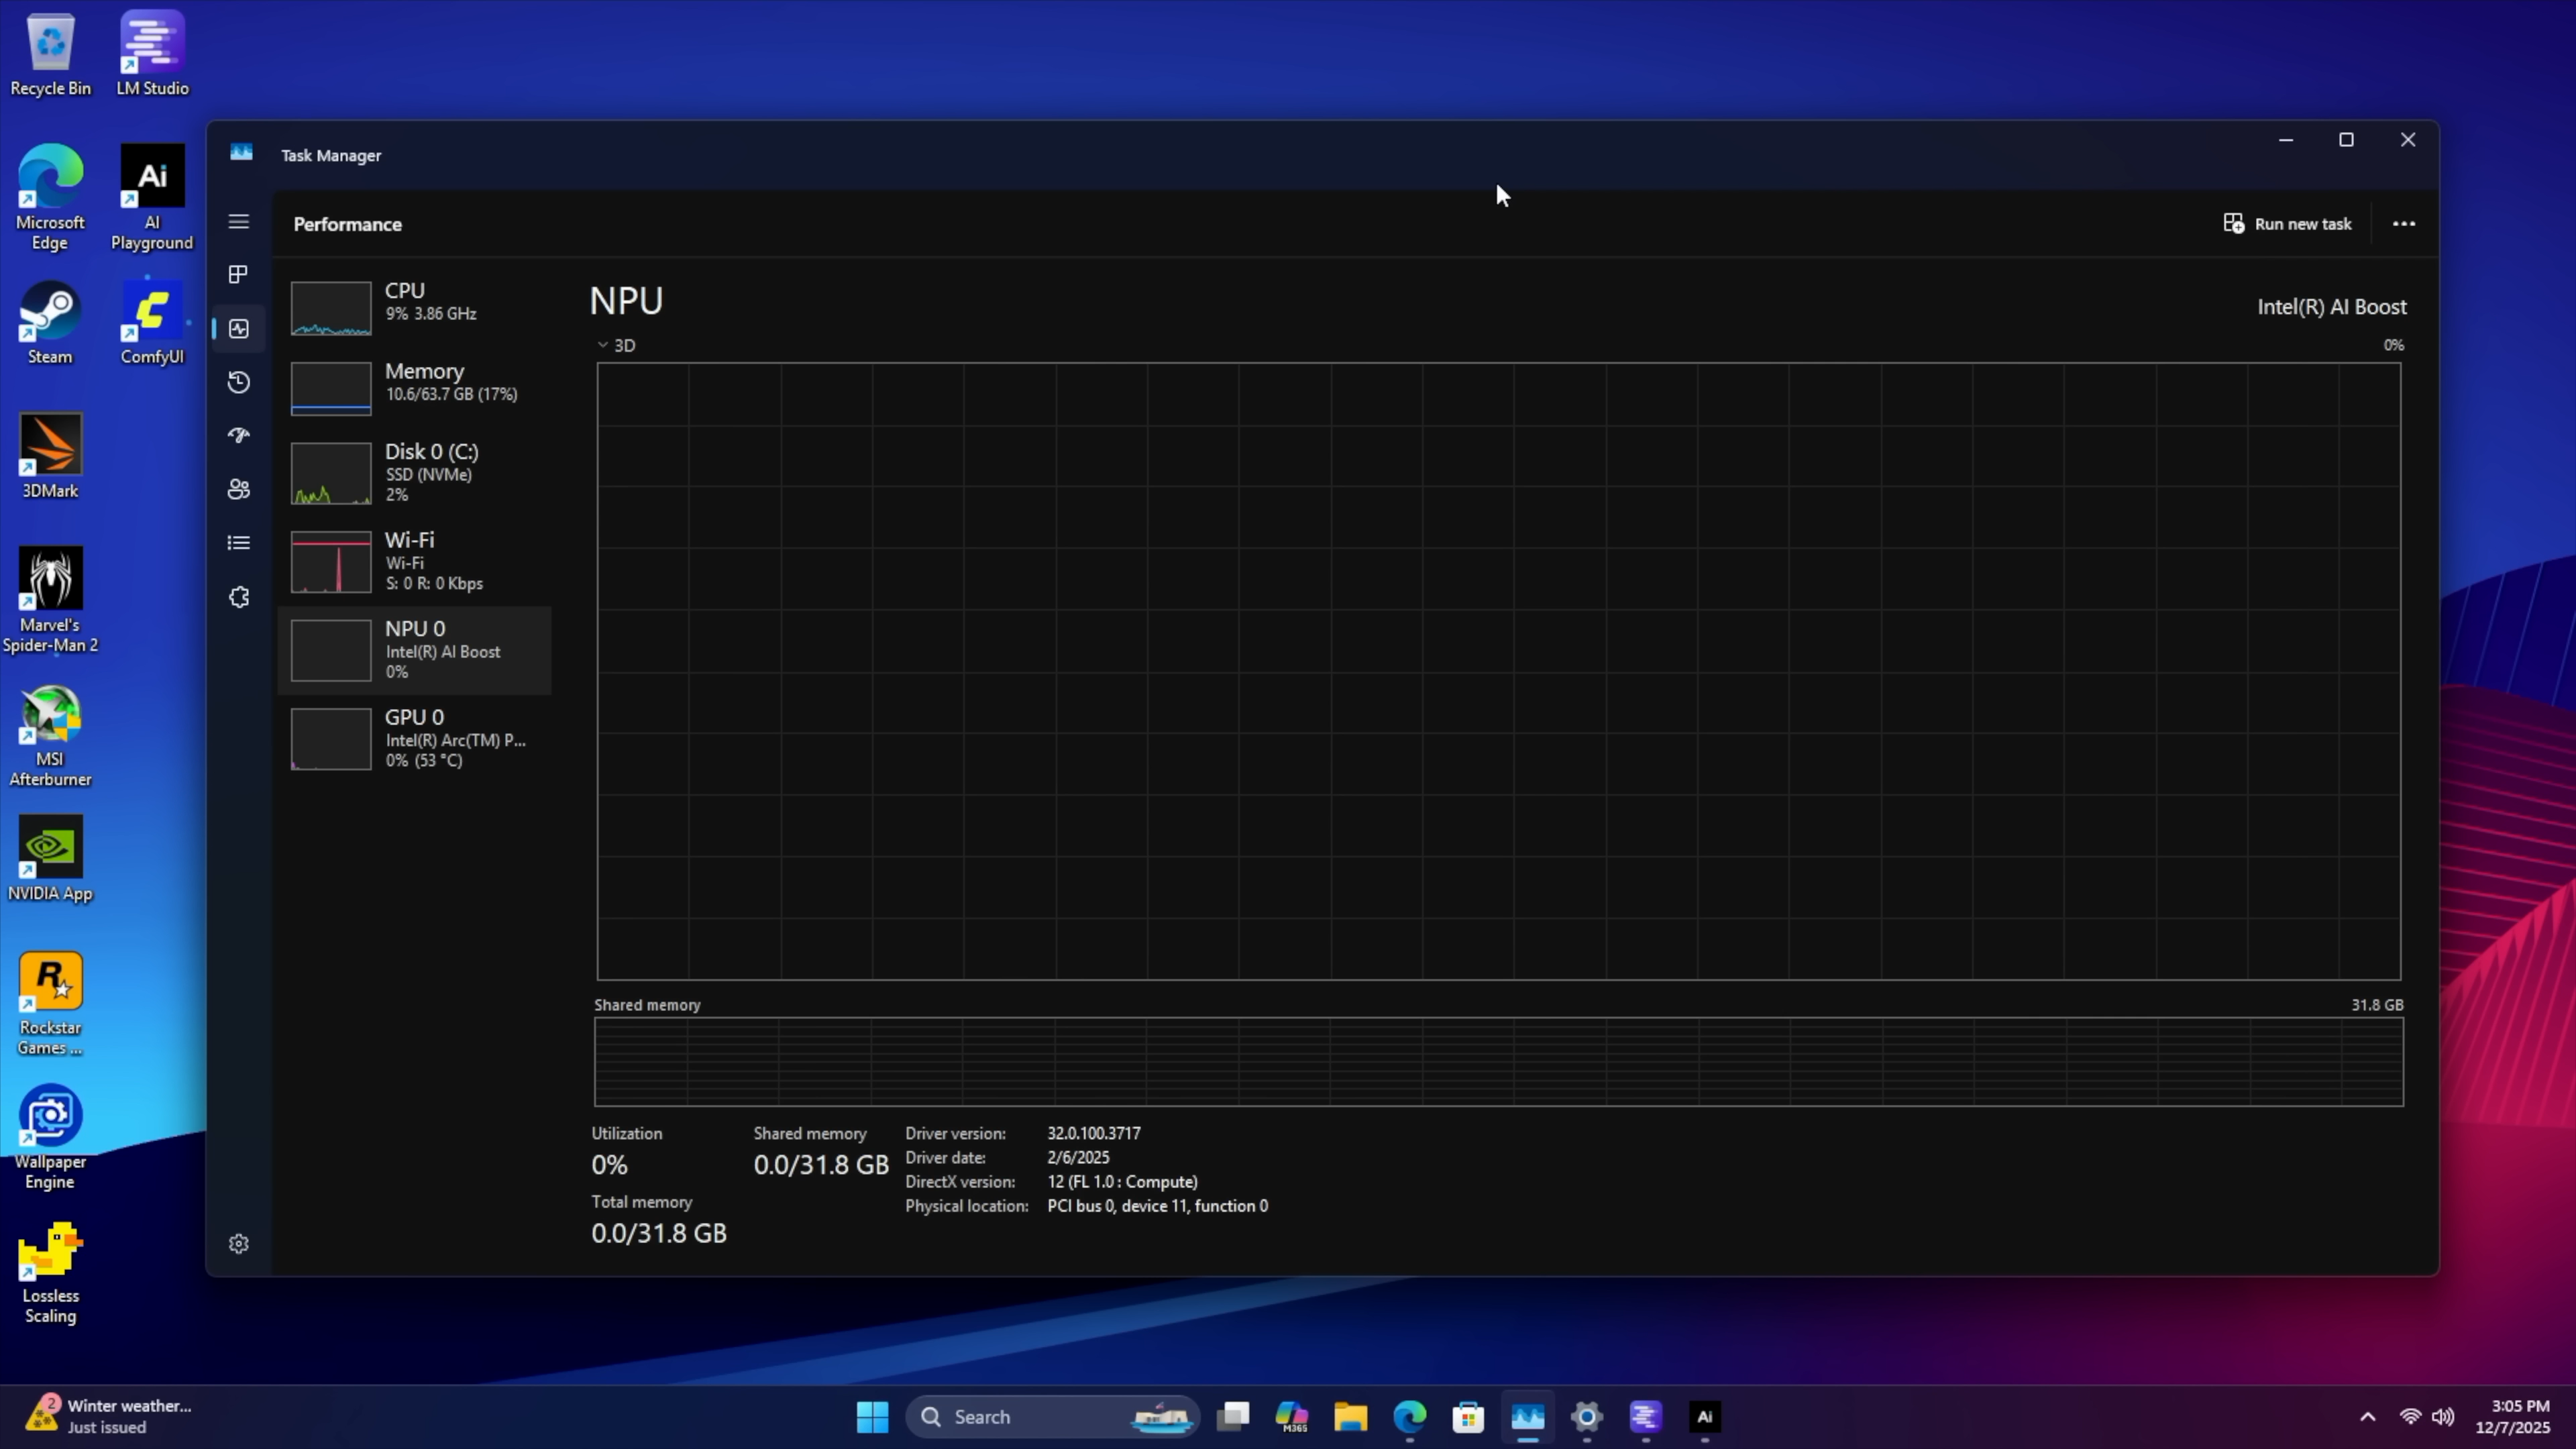 Recycle Bin
LM Studio
Microsoft
Edge
Ai
AI
Playground
Steam
ComfyUI
3DMark
Marvel's
Spider-Man 2
MSI
Afterburner
NVIDIA App
R
Rockstar
Games ...
Wallpaper
Engine
Lossless
Scaling
Task Manager
Performance
Run new task
CPU
9% 3.86 GHz
Memory
10.6/63.7 GB (17%)
Disk 0 (C:)
SSD (NVMe)
2%
Wi-Fi
Wi-Fi
S: 0 R: 0 Kbps
NPU 0
Intel(R) AI Boost
0%
GPU 0
Intel(R) Arc(TM) P...
0% (53 °C)
NPU
Intel(R) AI Boost
3D
0%
Shared memory
31.8 GB
Utilization
0%
Shared memory
0.0/31.8 GB
Total memory
0.0/31.8 GB
Driver version: 32.0.100.3717
Driver date: 2/6/2025
DirectX version: 12 (FL 1.0 : Compute)
Physical location: PCI bus 0, device 11, function 0
2
Winter weather...
Just issued
Search
M365
Ai
3:05 PM
12/7/2025